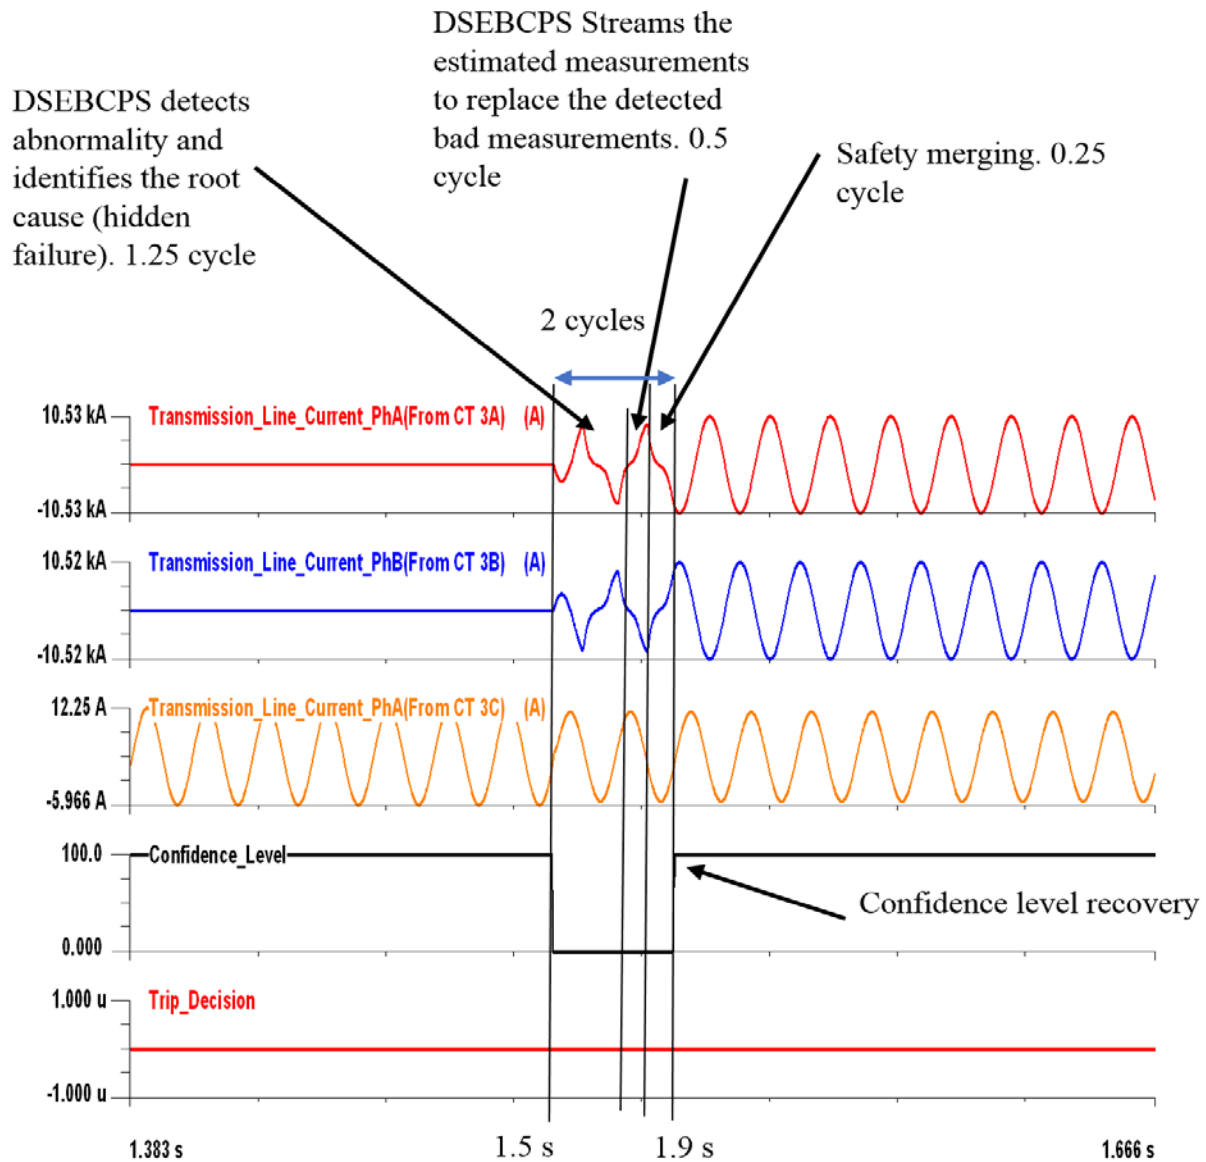 DSEBCPS Streams the
estimated measurements
to replace the detected
bad measurements. 0.5
cycle
DSEBCPS detects
abnormality and
identifies the root
cause (hidden
failure). 1.25 cycle
Safety merging. 0.25
cycle
2 cycles
10.53 kA
Transmission_Line_Current_PhA(From CT 3A) (A)
-10.53 kA
10.52 kA
Transmission_Line_Current_PhB(From CT 3B) (A)
-10.52 kA
12.25 A
Transmission_Line_Current_PhA(From CT 3C) (A)
-5.966 A
100.0
Confidence_Level
Confidence level recovery
0.000
1.000 u
Trip_Decision
-1.000 u
1.383 s
1.5 s
1.9 s
1.666 s